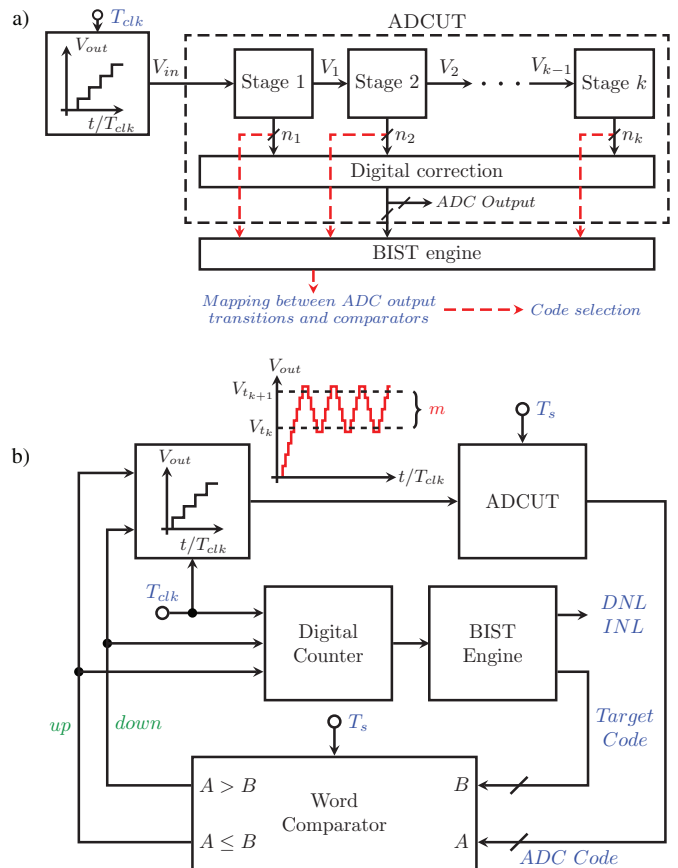 a)
T_clk
ADCUT
V_out
t/T_clk
V_in
Stage 1
V_1
Stage 2
V_2
. . .
V_{k−1}
Stage k
n_1
n_2
n_k
Digital correction
ADC Output
BIST engine
Mapping between ADC output
transitions and comparators
Code selection
b)
V_out
V_{t_{k+1}}
V_{t_k}
m
t/T_clk
T_s
V_out
t/T_clk
ADCUT
T_clk
Digital
Counter
BIST
Engine
DNL
INL
up
down
T_s
Target
Code
A > B
A ≤ B
Word
Comparator
B
A
ADC Code